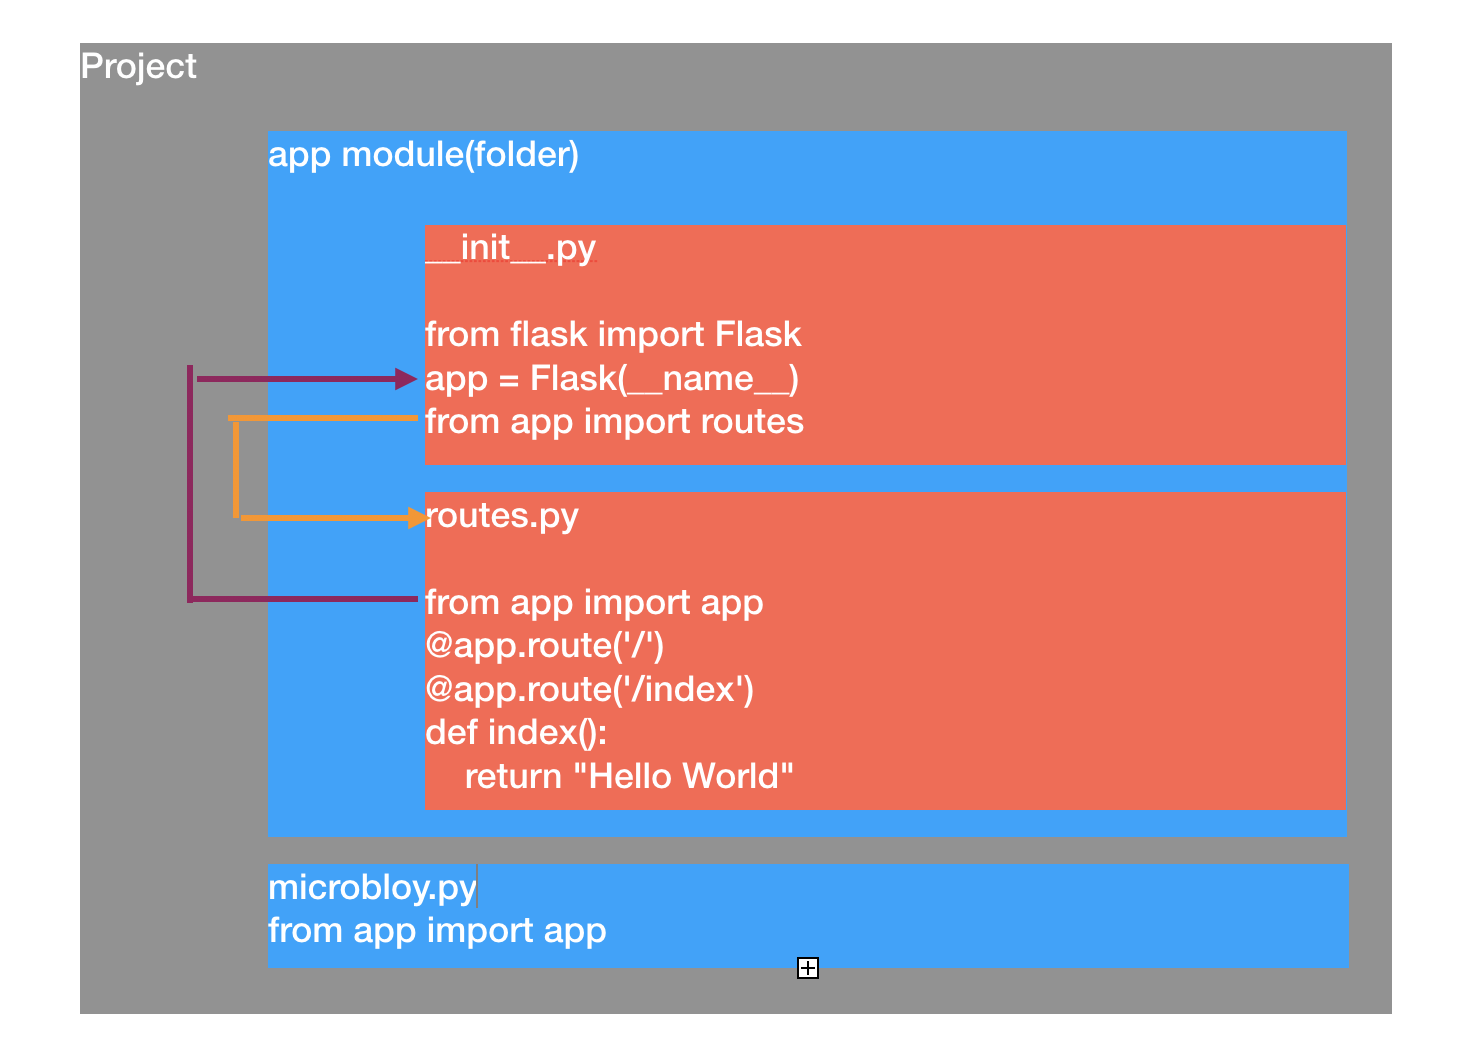 Project
app module(folder)
__init__.py
from flask import Flask
app = Flask(__name__)
from app import routes
routes.py
from app import app
@app.route('/')
@app.route('/index')
def index():
    return "Hello World"
microbloy.py
from app import app